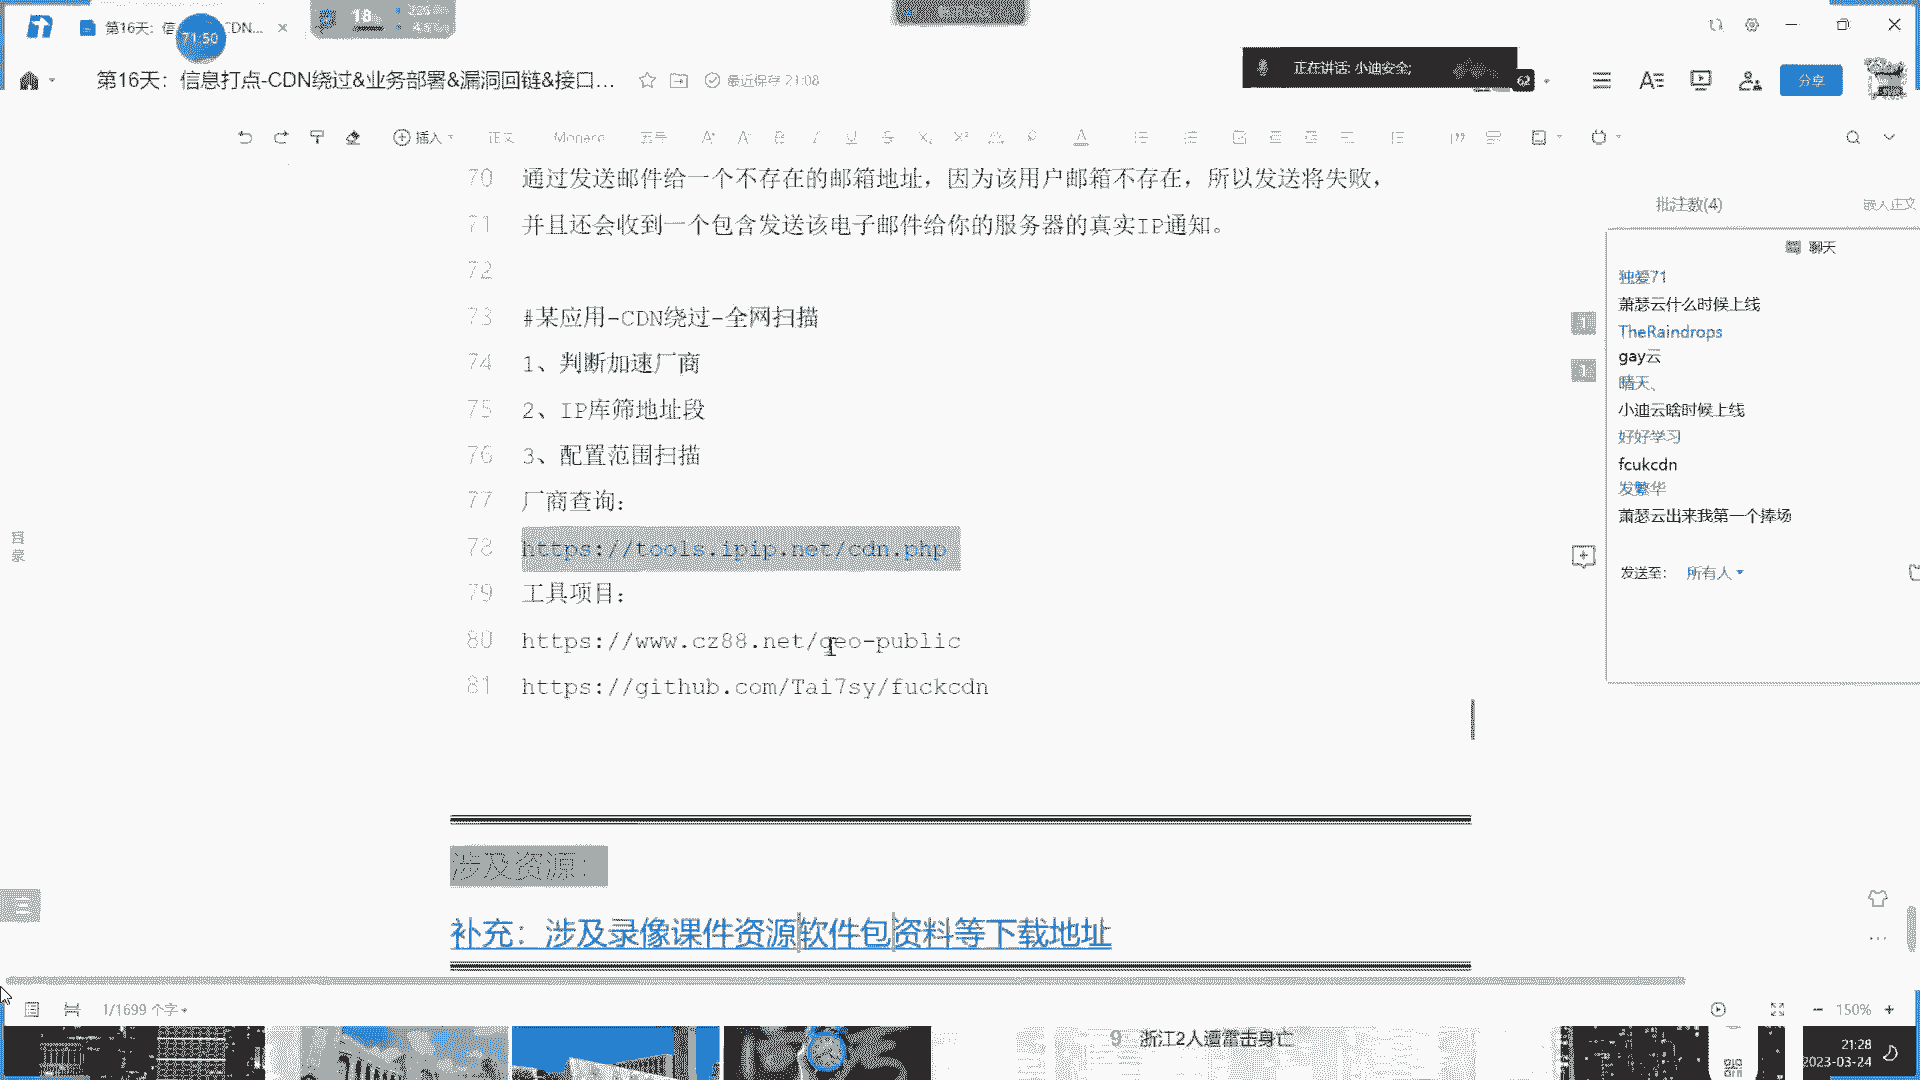 第16天：信 CDN...
71:50
18
第16天：信息打点-CDN绕过&业务部署&漏洞回链&接口...
最近保存 21:08
正在讲话: 小迪安全;
62
分享
插入
正文
Monaco
五号
70 通过发送邮件给一个不存在的邮箱地址，因为该用户邮箱不存在，所以发送将失败，
71 并且还会收到一个包含发送该电子邮件给你的服务器的真实IP通知。
72
73 #某应用-CDN绕过-全网扫描
74 1、判断加速厂商
75 2、IP库筛地址段
76 3、配置范围扫描
77 厂商查询：
78 https://tools.ipip.net/cdn.php
79 工具项目：
80 https://www.cz88.net/geo-public
81 https://github.com/Tai7sy/fuckcdn
涉及资源：
补充：涉及录像课件资源软件包资料等下载地址
目录
批注数(4)
嵌入正文
聊天
独爱71
萧瑟云什么时候上线
TheRaindrops
gay云
晴天、
小迪云啥时候上线
好好学习
fcukcdn
发繁华
萧瑟云出来我第一个捧场
发送至： 所有人
1/1699 个字
150%
9 浙江2人遭雷击身亡
21:28
2023-03-24